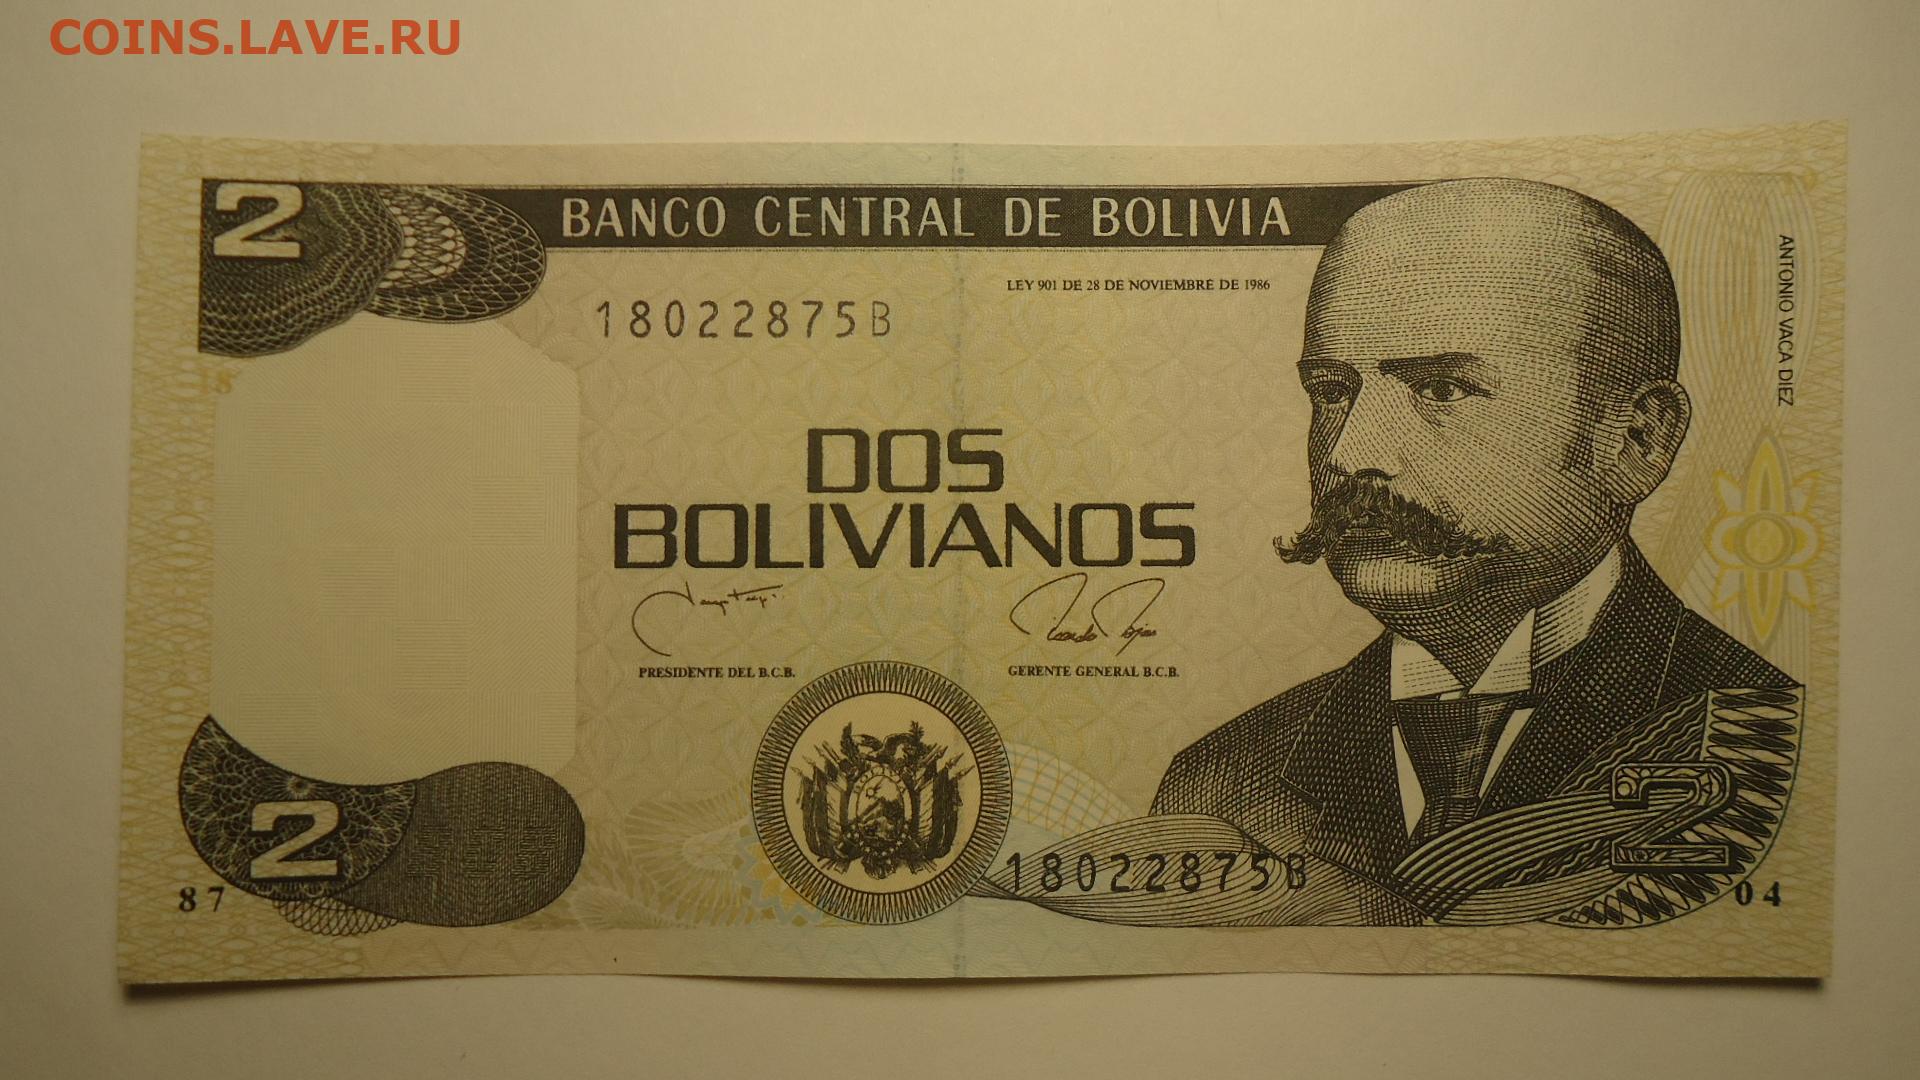 COINS.LAVE.RU
2
BANCO CENTRAL DE BOLIVIA
LEY 901 DE 28 DE NOVIEMBRE DE 1986
ANTONIO VACA DIEZ
18022875B
DOS
BOLIVIANOS
PRESIDENTE DEL B.C.B.
GERENTE GENERAL B.C.B.
2
2
18022875B
87
04